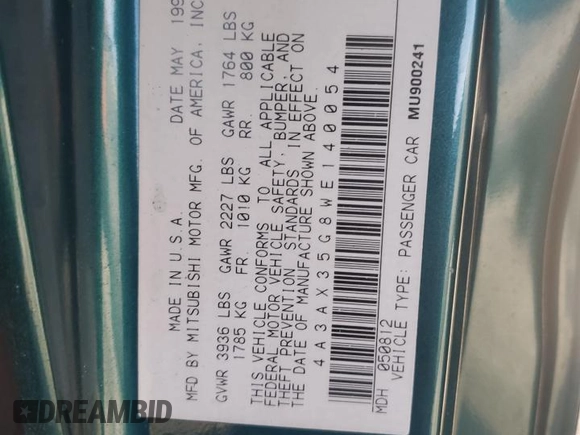 MADE IN U.S.A. DATE MAY 199
MFD BY MITSUBISHI MOTOR MFG. OF AMERICA, INC
GVWR 3936 LBS GAWR 2227 LBS GAWR 1764 LBS
1785 KG FR. 1010 KG RR. 800 KG
THIS VEHICLE CONFORMS TO ALL APPLICABLE
FEDERAL MOTOR VEHICLE SAFETY, BUMPER, AND
THEFT PREVENTION STANDARDS IN EFFECT ON
THE DATE OF MANUFACTURE SHOWN ABOVE.
4A3AX35G8WE140054
MDH 050812
VEHICLE TYPE: PASSENGER CAR MU900241
DREAMBID